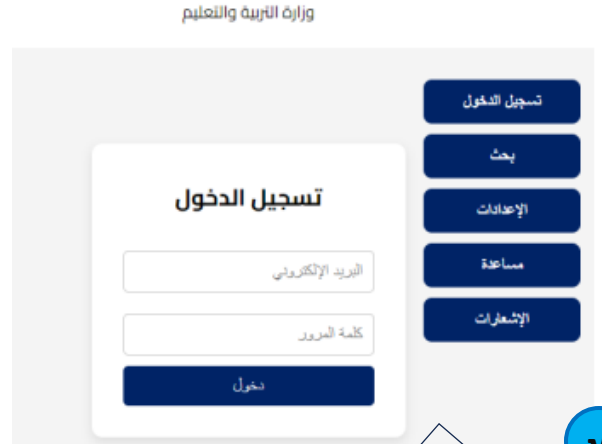 وزارة التربية والتعليم
تسجيل الدخول
بحث
الإعدادات
مساعدة
الإشعارات
تسجيل الدخول
البريد الإلكتروني
كلمة المرور
دخول